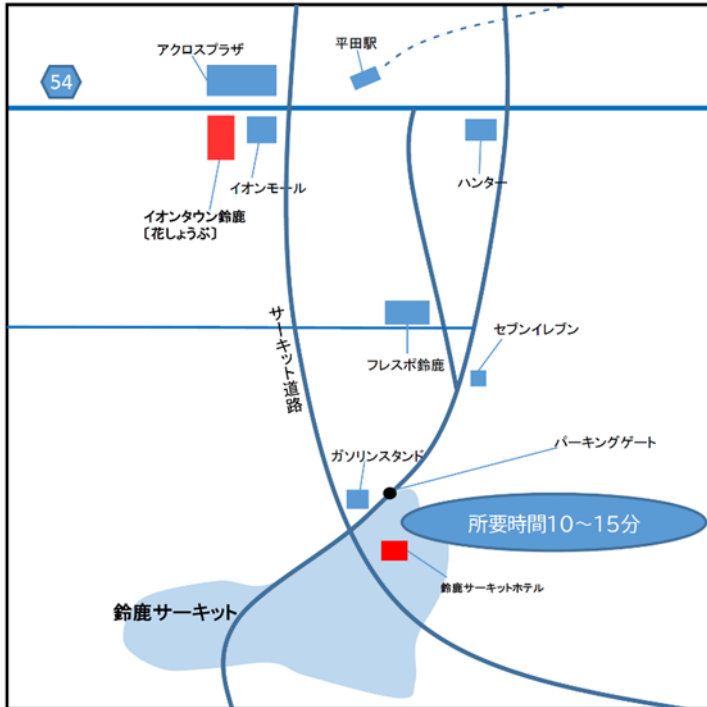 平田駅
アクロスプラザ
54
イオンモール
ハンター
イオンタウン鈴鹿
〔花しょうぶ〕
サーキット道路
セブンイレブン
フレスポ鈴鹿
パーキングゲート
ガソリンスタンド
所要時間10～15分
鈴鹿サーキットホテル
鈴鹿サーキット